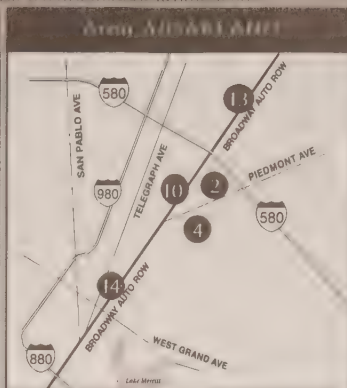 580
13
SAN PABLO AVE
BROADWAY AUTO ROW
TELEGRAPH AVE
PIEDMONT AVE
980
10
2
580
4
14
BROADWAY AUTO ROW
WEST GRAND AVE
880
Lake Merritt